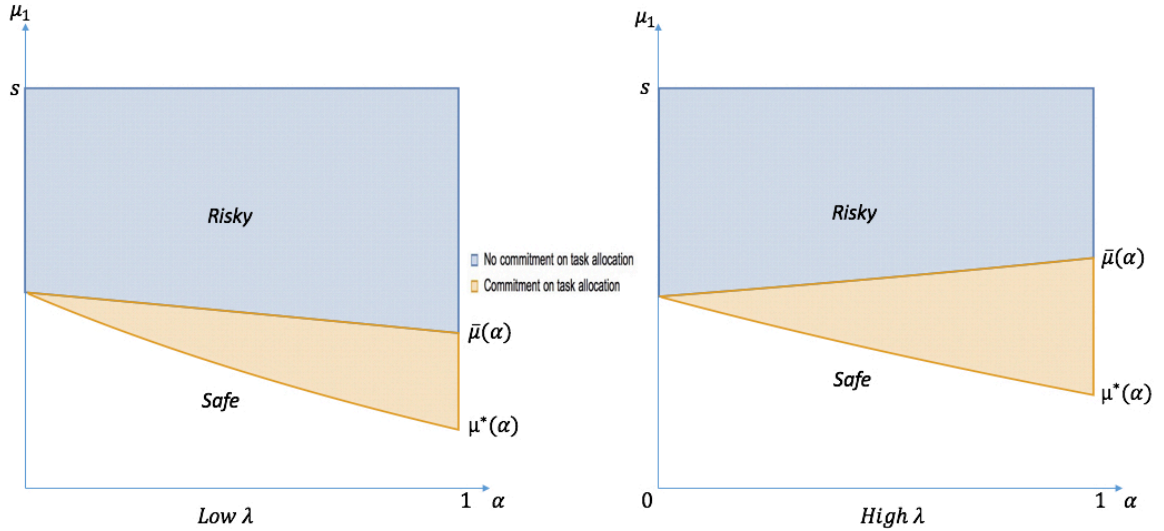 μ₁
s
Risky
Safe
μ̄(α)
μ*(α)
1
α
Low λ
No commitment on task allocation
Commitment on task allocation
μ₁
s
Risky
Safe
μ̄(α)
μ*(α)
0
1
α
High λ